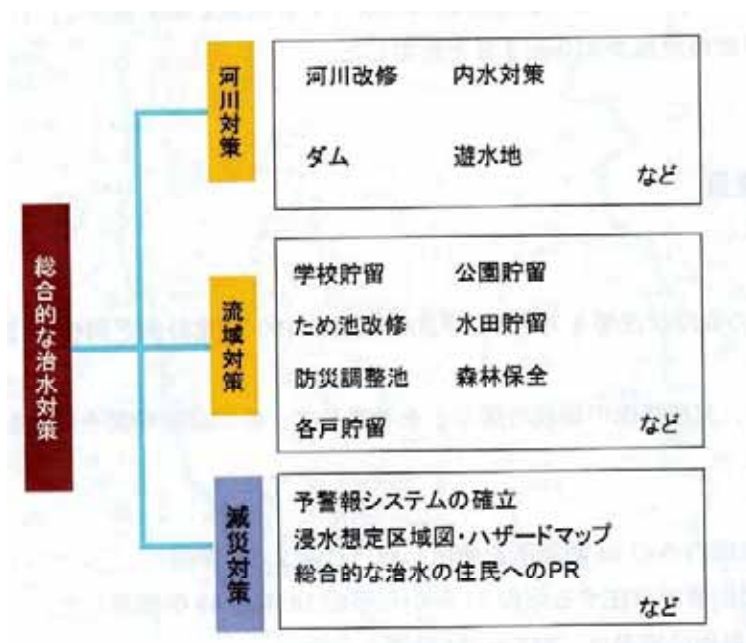 総合的な治水対策
河川対策
河川改修 内水対策
ダム 遊水地
など
流域対策
学校貯留 公園貯留
ため池改修 水田貯留
防災調整池 森林保全
各戸貯留
など
減災対策
予警報システムの確立
浸水想定区域図・ハザードマップ
総合的な治水の住民へのPR
など